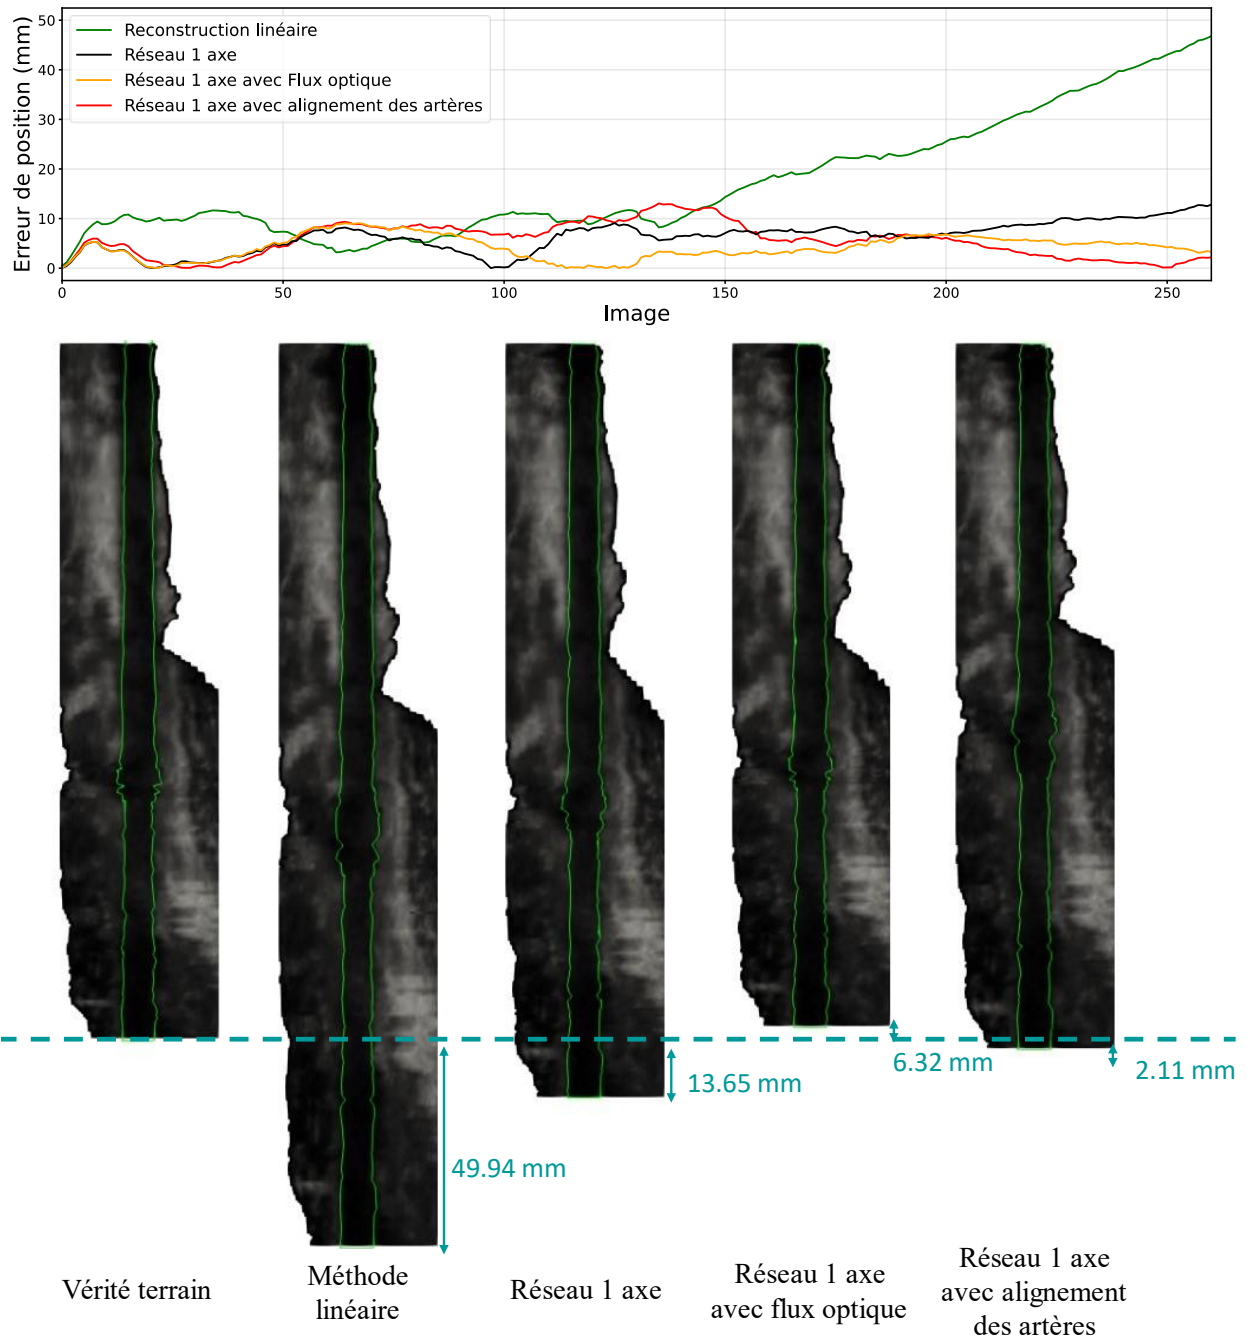 50
40
30
20
10
0
Erreur de position (mm)
Reconstruction linéaire
Réseau 1 axe
Réseau 1 axe avec Flux optique
Réseau 1 axe avec alignement des artères
0
50
100
150
200
250
Image
6.32 mm
2.11 mm
13.65 mm
49.94 mm
Vérité terrain
Méthode
linéaire
Réseau 1 axe
Réseau 1 axe
avec flux optique
Réseau 1 axe
avec alignement
des artères